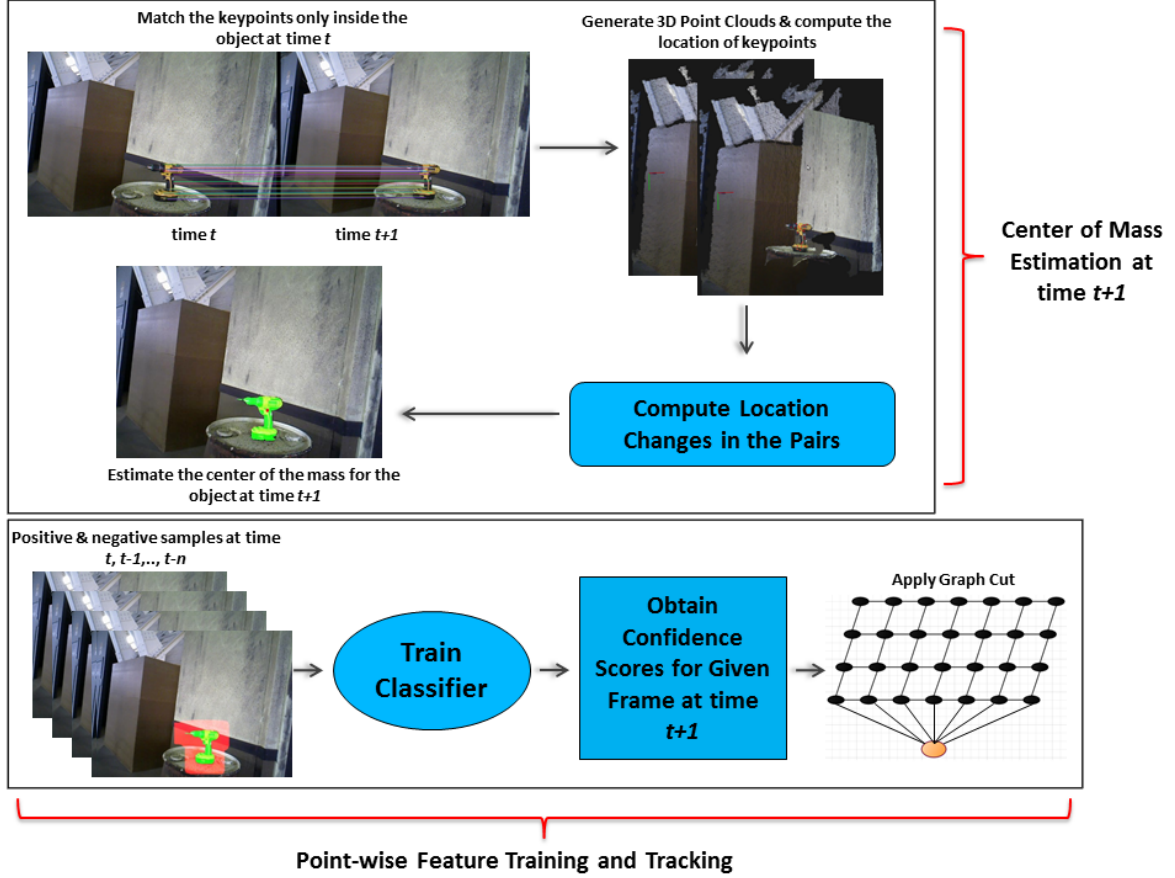 Match the keypoints only inside the
object at time t
Generate 3D Point Clouds & compute the
location of keypoints
time t
time t+1
Center of Mass
Estimation at
time t+1
Compute Location
Changes in the Pairs
Estimate the center of the mass for the
object at time t+1
Positive & negative samples at time
t, t-1,.., t-n
Train
Classifier
Obtain
Confidence
Scores for Given
Frame at time
t+1
Apply Graph Cut
Point-wise Feature Training and Tracking